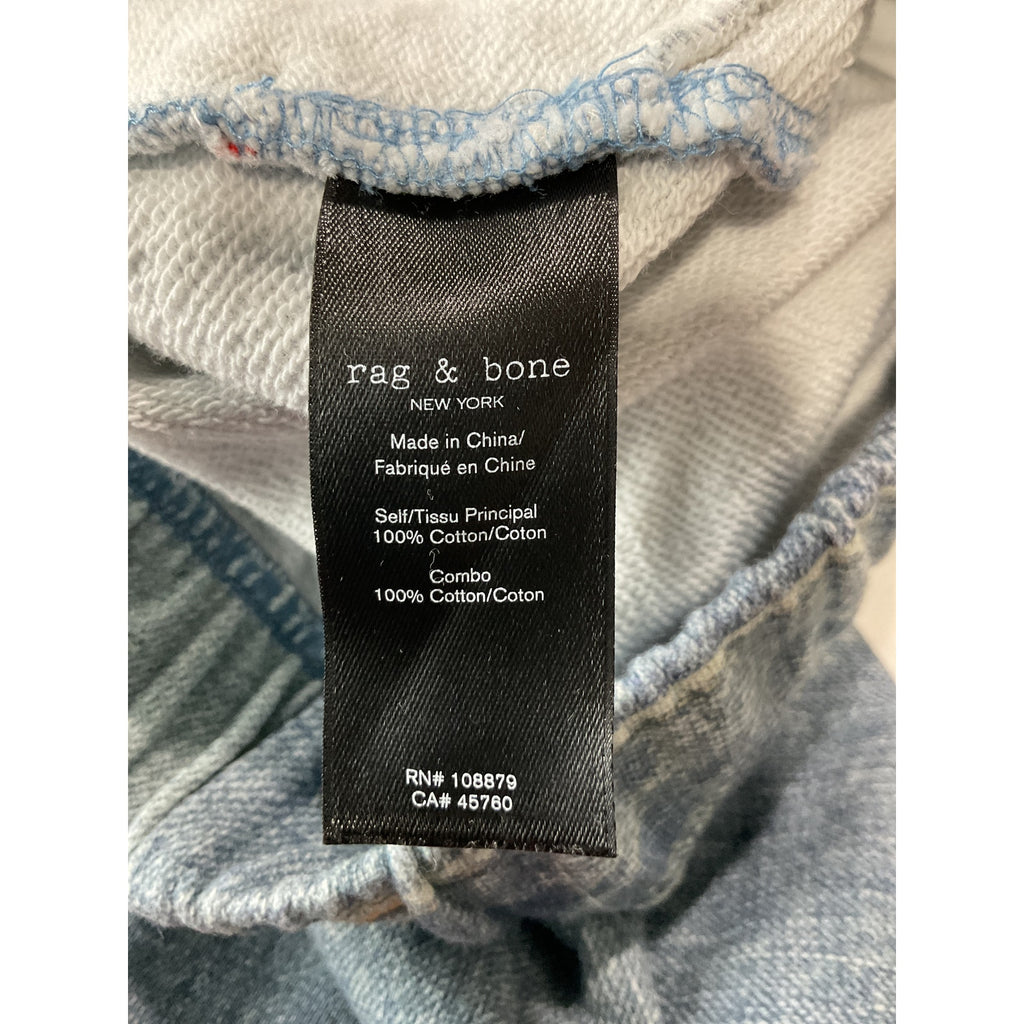 rag & bone
NEW YORK
Made in China/
Fabriqué en Chine
Self/Tissu Principal
100% Cotton/Coton
Combo
100% Cotton/Coton
RN# 108879
CA# 45760